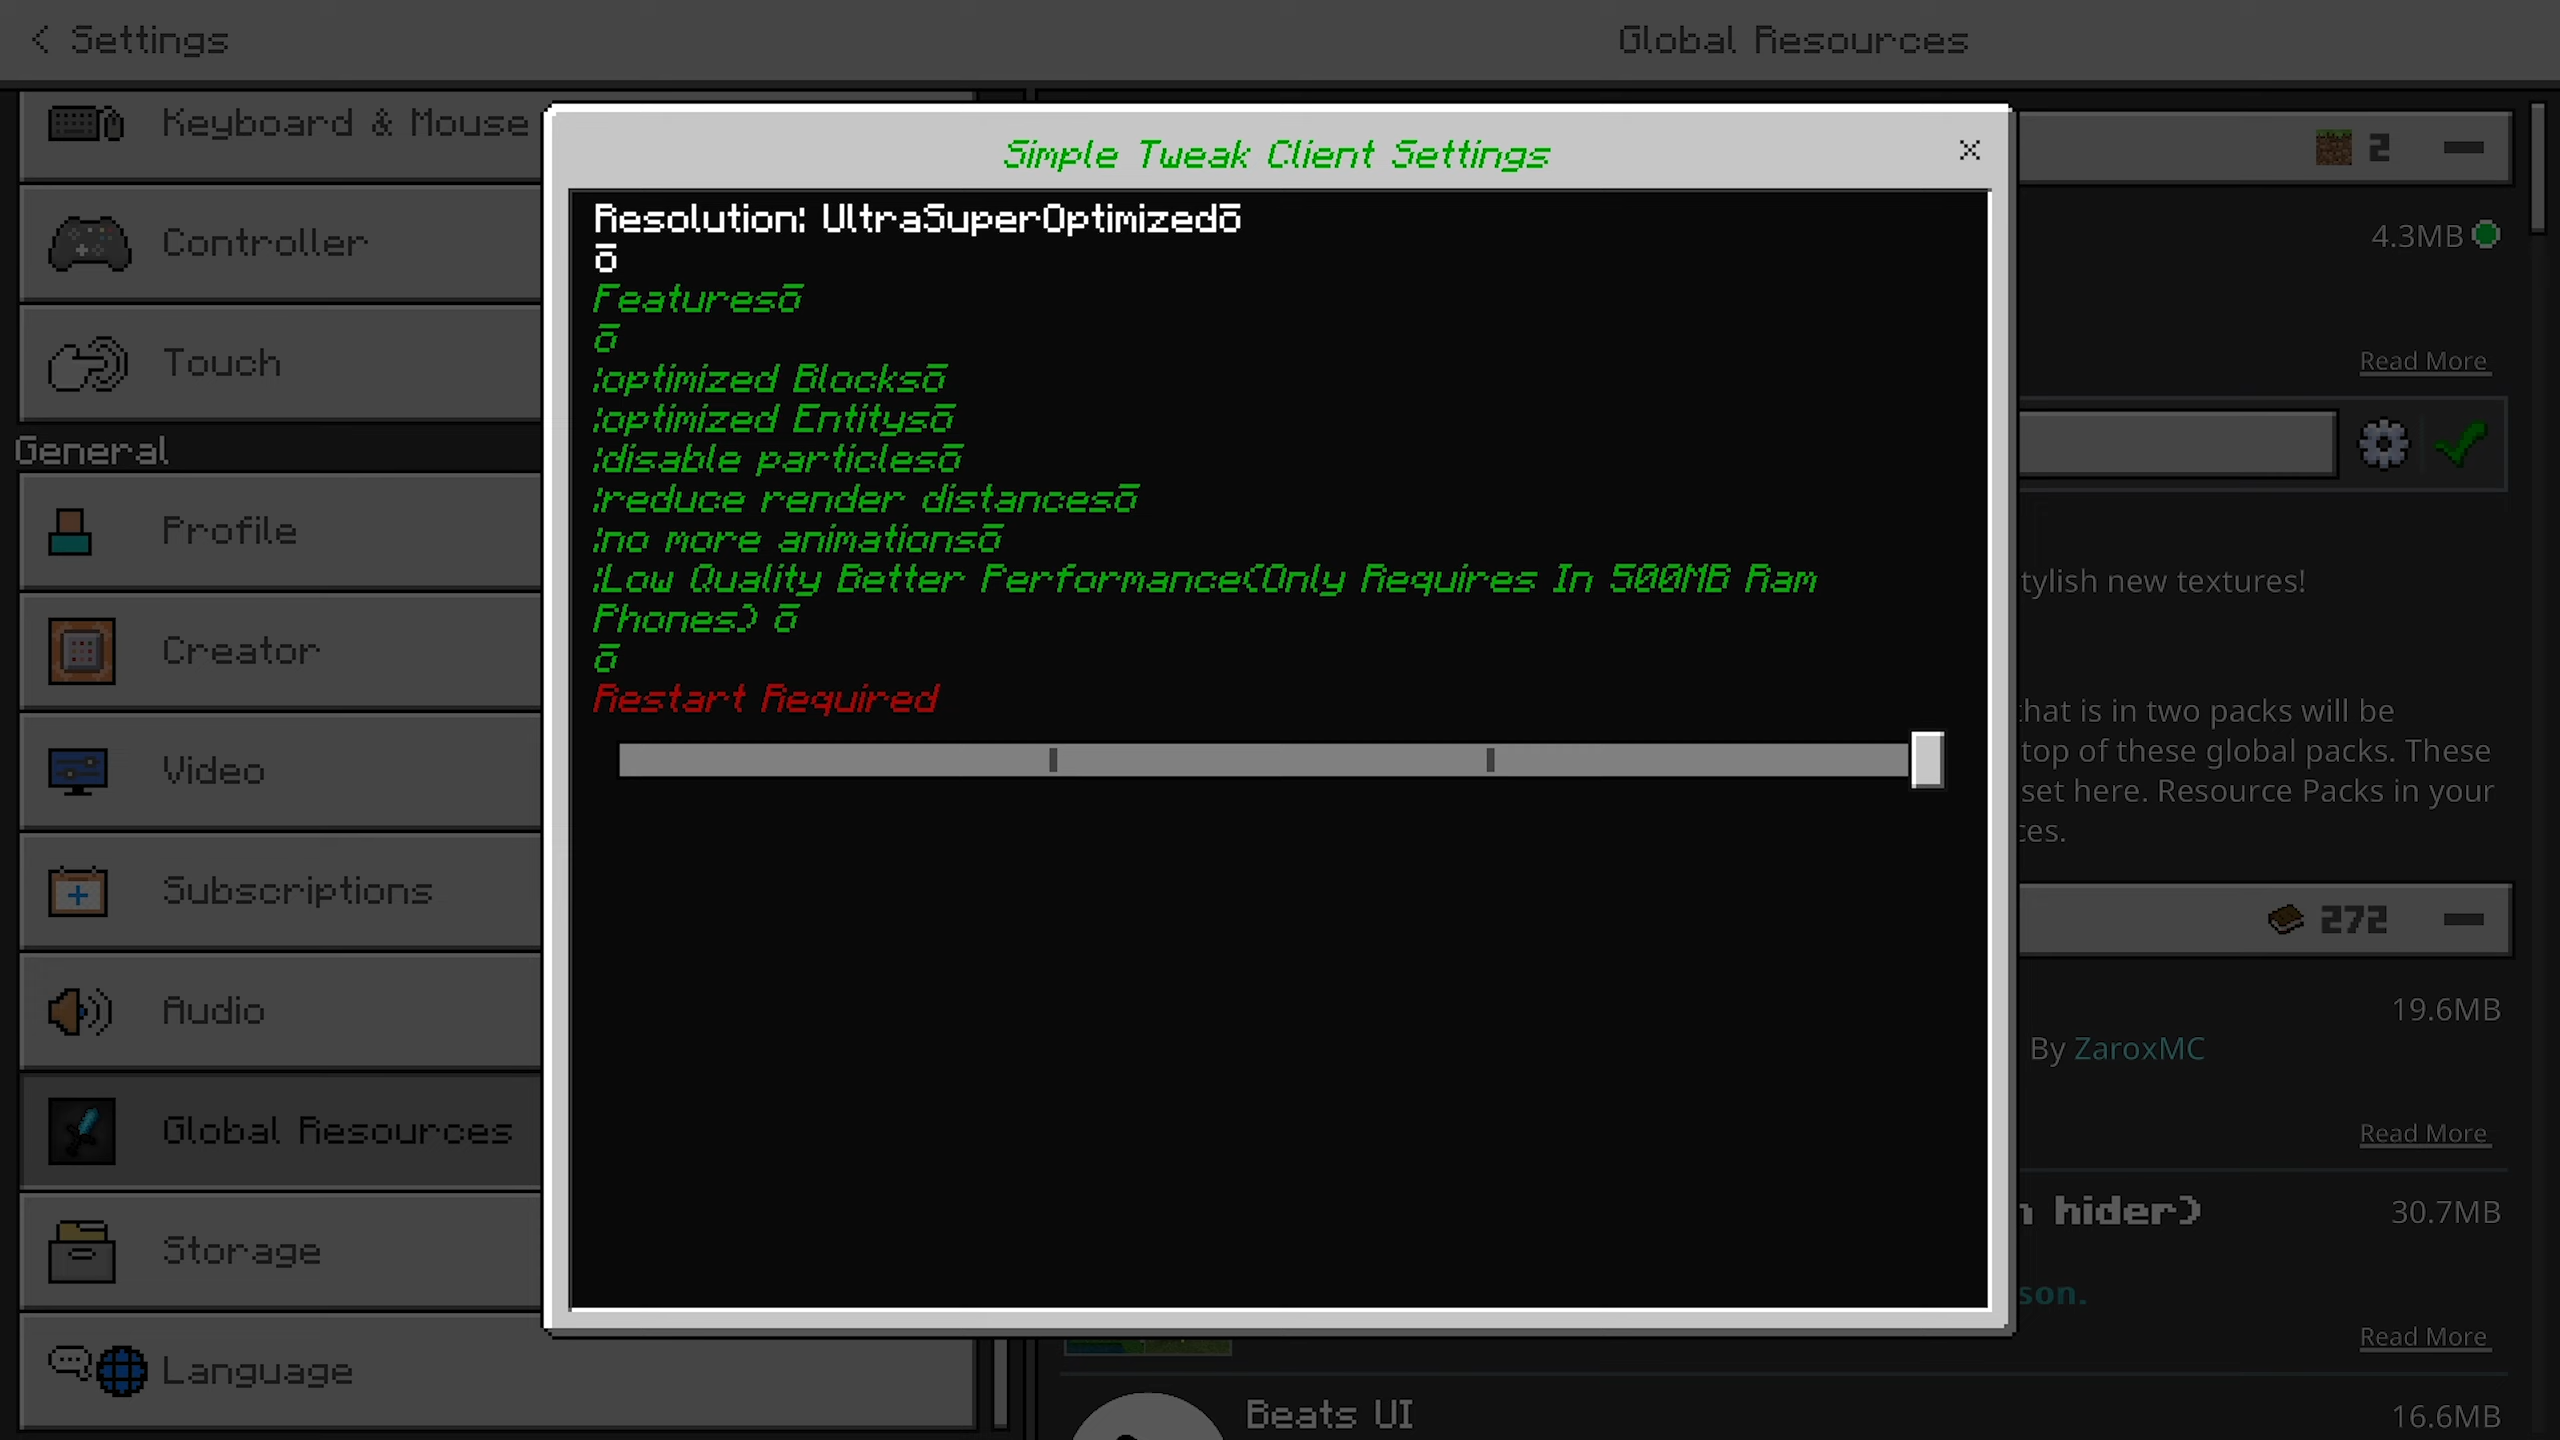 Settings
Global Resources
Keyboard & Mouse
Controller
Touch
General
Profile
Creator
Video
Subscriptions
Audio
Global Resources
Storage
Language
Simple Tweak Client Settings
Resolution: UltraSuperOptimizedō
ō
Featuresō
ō
:optimized Blocksō
:optimized Entitysō
:disable particlesō
:reduce render distancesō
:no more animationsō
:Low Quality Better Performance(Only Requires In 500MB Ram
Phones) ō
ō
Restart Required
2
4.3MB
Read More
tylish new textures!
that is in two packs will be
top of these global packs. These
set here. Resource Packs in your
ces.
272
19.6MB
By ZaroxMC
Read More
hider)
30.7MB
son.
Read More
Beats UI
16.6MB